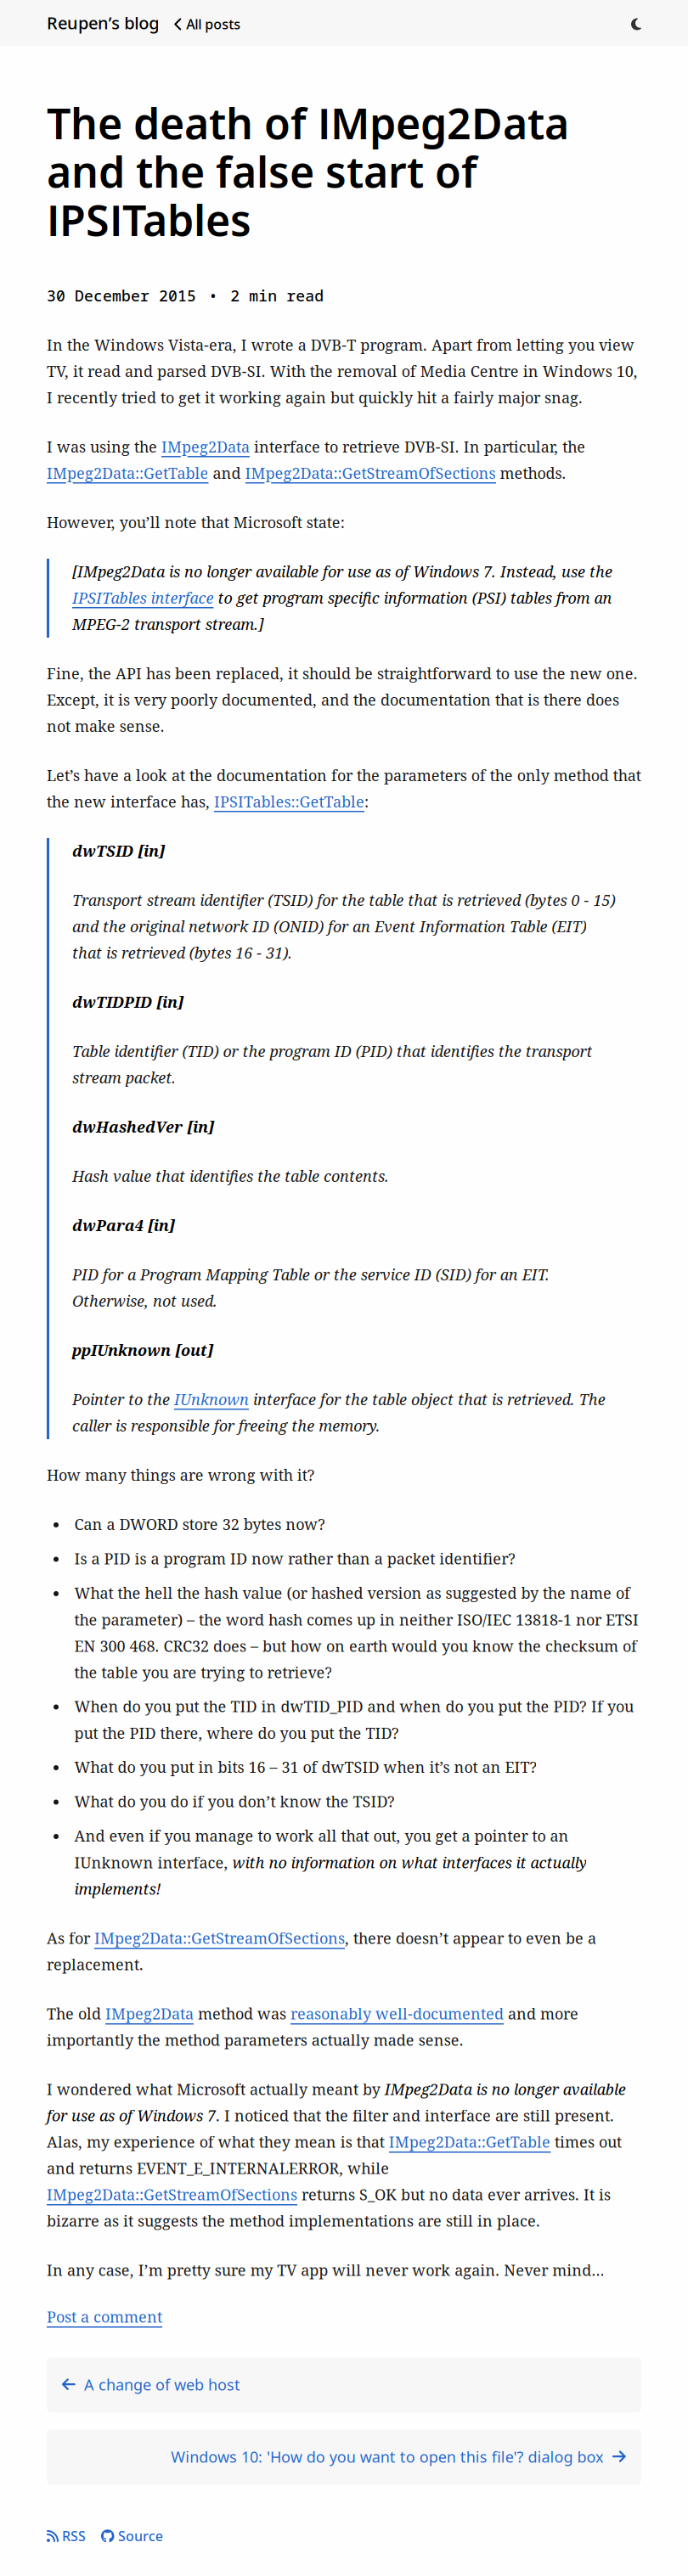 Reupen’s blog All posts
The death of IMpeg2Data
and the false start of
IPSITables
30 December 2015 • 2 min read
In the Windows Vista-era, I wrote a DVB-T program. Apart from letting you view
TV, it read and parsed DVB-SI. With the removal of Media Centre in Windows 10,
I recently tried to get it working again but quickly hit a fairly major snag.
I was using the IMpeg2Data interface to retrieve DVB-SI. In particular, the
IMpeg2Data::GetTable and IMpeg2Data::GetStreamOfSections methods.
However, you’ll note that Microsoft state:
[IMpeg2Data is no longer available for use as of Windows 7. Instead, use the
IPSITables interface to get program specific information (PSI) tables from an
MPEG-2 transport stream.]
Fine, the API has been replaced, it should be straightforward to use the new one.
Except, it is very poorly documented, and the documentation that is there does
not make sense.
Let’s have a look at the documentation for the parameters of the only method that
the new interface has, IPSITables::GetTable:
dwTSID [in]
Transport stream identifier (TSID) for the table that is retrieved (bytes 0 - 15)
and the original network ID (ONID) for an Event Information Table (EIT)
that is retrieved (bytes 16 - 31).
dwTIDPID [in]
Table identifier (TID) or the program ID (PID) that identifies the transport
stream packet.
dwHashedVer [in]
Hash value that identifies the table contents.
dwPara4 [in]
PID for a Program Mapping Table or the service ID (SID) for an EIT.
Otherwise, not used.
ppIUnknown [out]
Pointer to the IUnknown interface for the table object that is retrieved. The
caller is responsible for freeing the memory.
How many things are wrong with it?
• Can a DWORD store 32 bytes now?
• Is a PID is a program ID now rather than a packet identifier?
• What the hell the hash value (or hashed version as suggested by the name of
the parameter) – the word hash comes up in neither ISO/IEC 13818-1 nor ETSI
EN 300 468. CRC32 does – but how on earth would you know the checksum of
the table you are trying to retrieve?
• When do you put the TID in dwTID_PID and when do you put the PID? If you
put the PID there, where do you put the TID?
• What do you put in bits 16 – 31 of dwTSID when it’s not an EIT?
• What do you do if you don’t know the TSID?
• And even if you manage to work all that out, you get a pointer to an
IUnknown interface, with no information on what interfaces it actually
implements!
As for IMpeg2Data::GetStreamOfSections, there doesn’t appear to even be a
replacement.
The old IMpeg2Data method was reasonably well-documented and more
importantly the method parameters actually made sense.
I wondered what Microsoft actually meant by IMpeg2Data is no longer available
for use as of Windows 7. I noticed that the filter and interface are still present.
Alas, my experience of what they mean is that IMpeg2Data::GetTable times out
and returns EVENT_E_INTERNALERROR, while
IMpeg2Data::GetStreamOfSections returns S_OK but no data ever arrives. It is
bizarre as it suggests the method implementations are still in place.
In any case, I’m pretty sure my TV app will never work again. Never mind…
Post a comment
A change of web host
Windows 10: 'How do you want to open this file'? dialog box
RSS Source